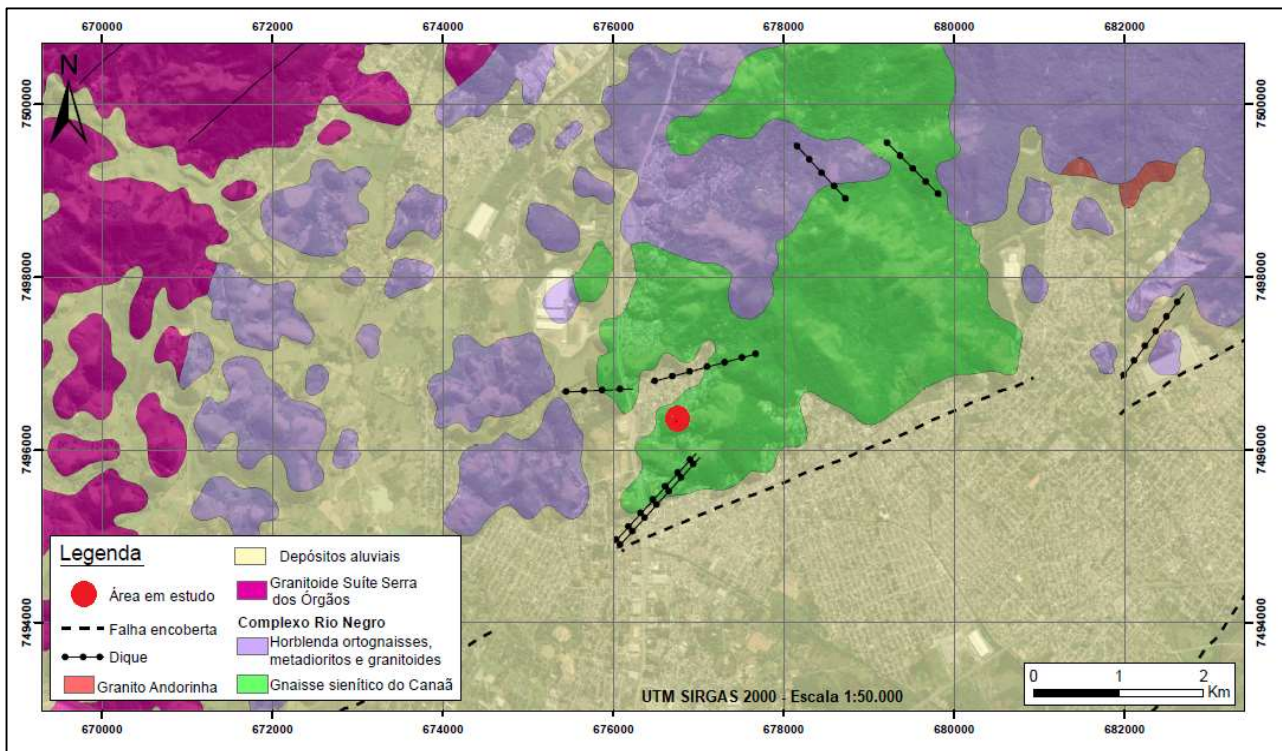 670000 672000 674000 676000 678000 680000 682000
N
7500000 7500000
7498000 7498000
7496000 7496000
7494000 7494000
Legenda
Área em estudo
Falha encoberta
Dique
Granito Andorinha
Depósitos aluviais
Granitoide Suíte Serra
dos Órgãos
Complexo Rio Negro
Horblenda ortognaisses,
metadioritos e granitoides
Gnaisse sienítico do Canaã
UTM SIRGAS 2000 - Escala 1:50.000
0 1 2
Km
670000 672000 674000 676000 678000 680000 682000